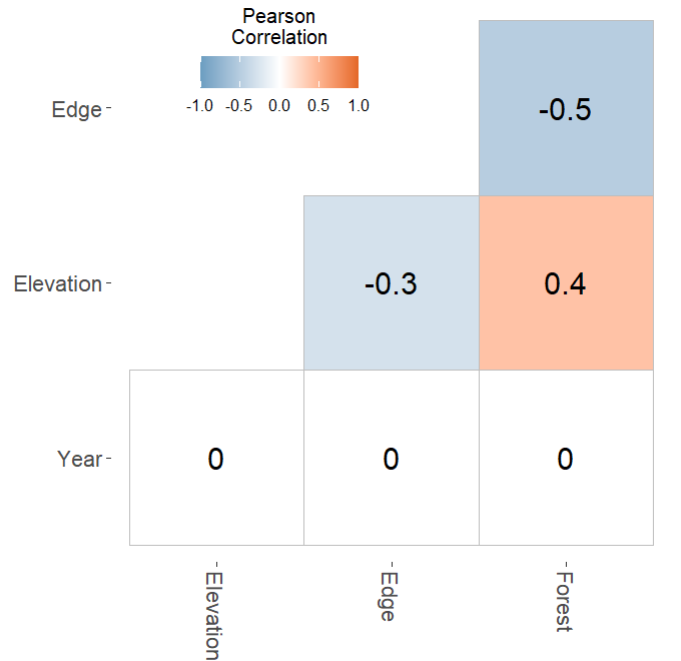 Pearson
Correlation
-1.0 -0.5 0.0 0.5 1.0
Edge
-0.5
Elevation
-0.3 0.4
Year
0 0 0
Elevation Edge Forest